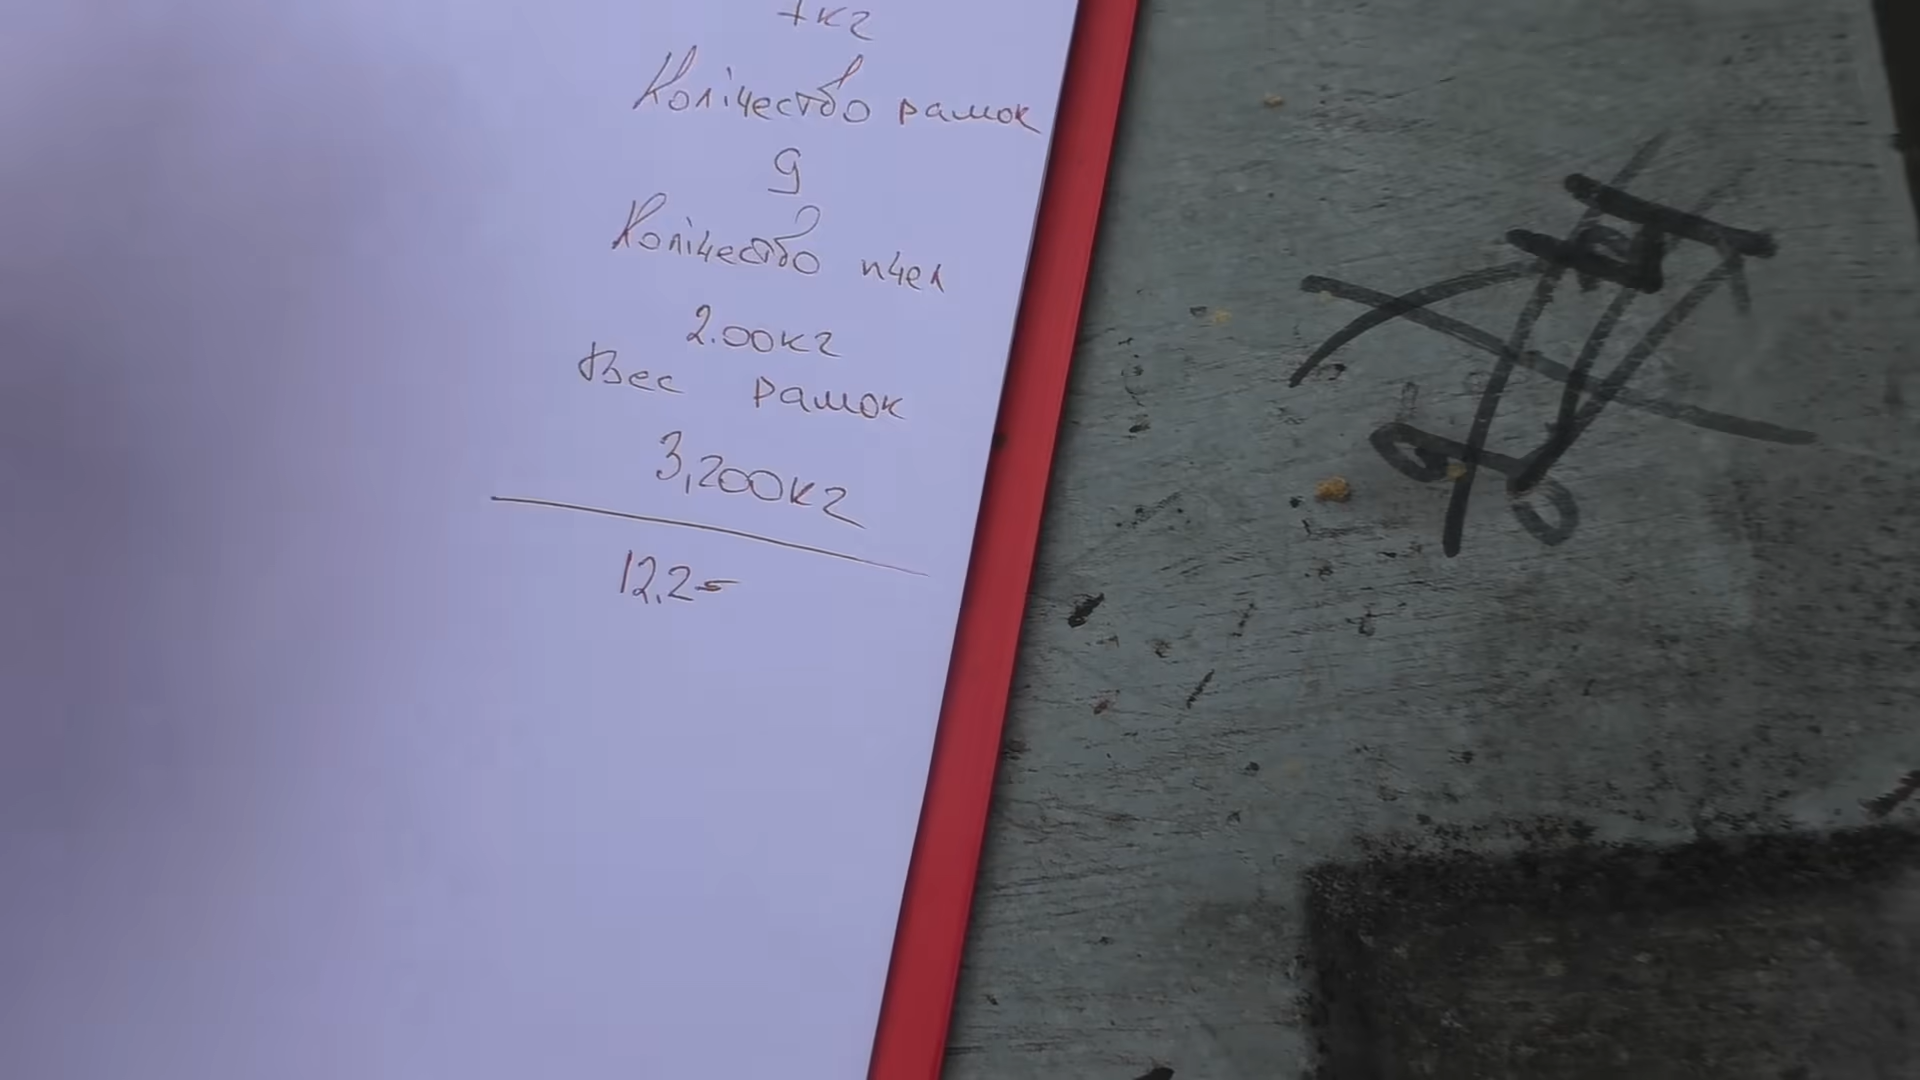 7кг
Колічество рамок
9
Колічество пчел
2.00кг
Вес рамок
3,200кг
12.2